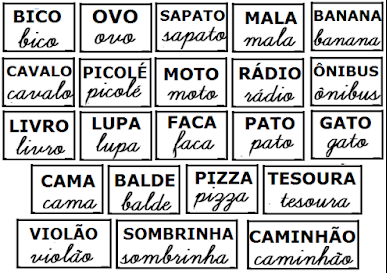 BICO OVO SAPATO MALA BANANA
bico ovo sapato mala banana
CAVALO PICOLÉ MOTO RÁDIO ÔNIBUS
cavalo picolé moto rádio ônibus
LIVRO LUPA FACA PATO GATO
livro lupa faca pato gato
CAMA BALDE PIZZA TESOURA
cama balde pizza tesoura
VIOLÃO SOMBRINHA CAMINHÃO
violão sombrinha caminhão